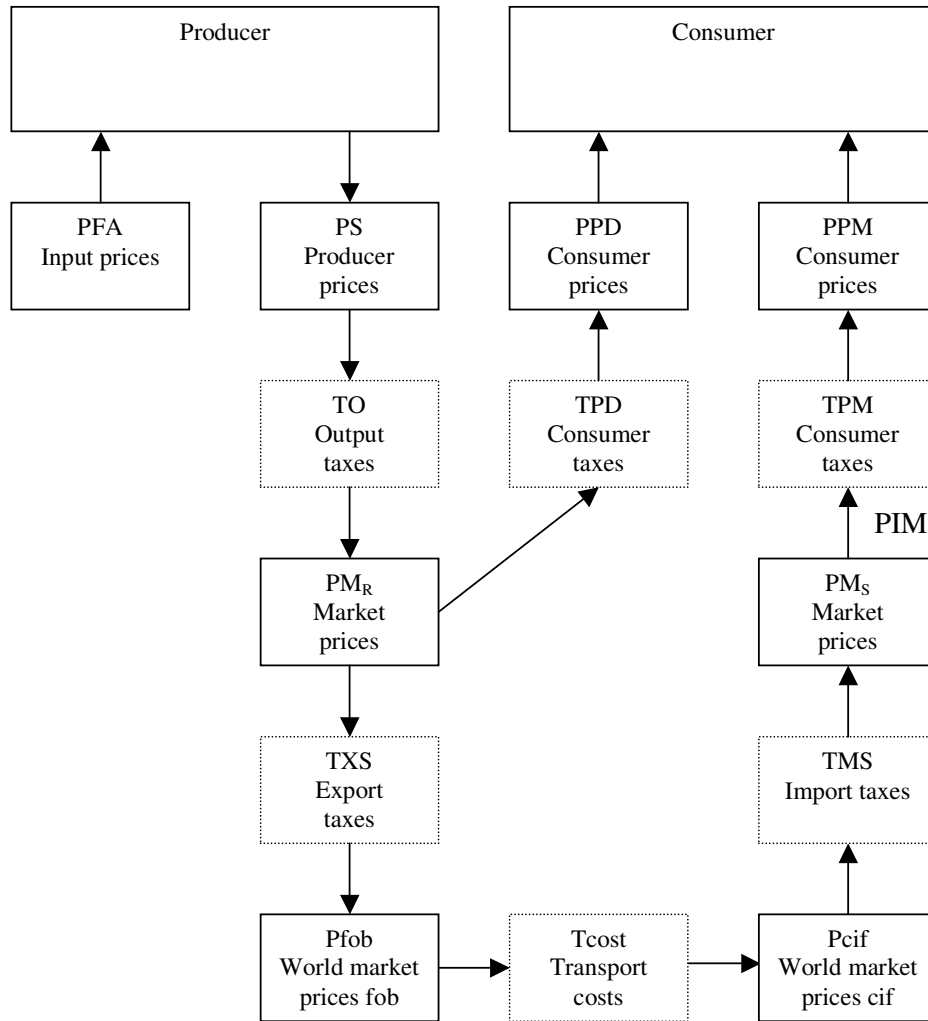 Producer
Consumer
PFA
Input prices
PS
Producer
prices
PPD
Consumer
prices
PPM
Consumer
prices
TO
Output
taxes
TPD
Consumer
taxes
TPM
Consumer
taxes
PIM
PM_R
Market
prices
PM_S
Market
prices
TXS
Export
taxes
TMS
Import taxes
Pfob
World market
prices fob
Tcost
Transport
costs
Pcif
World market
prices cif